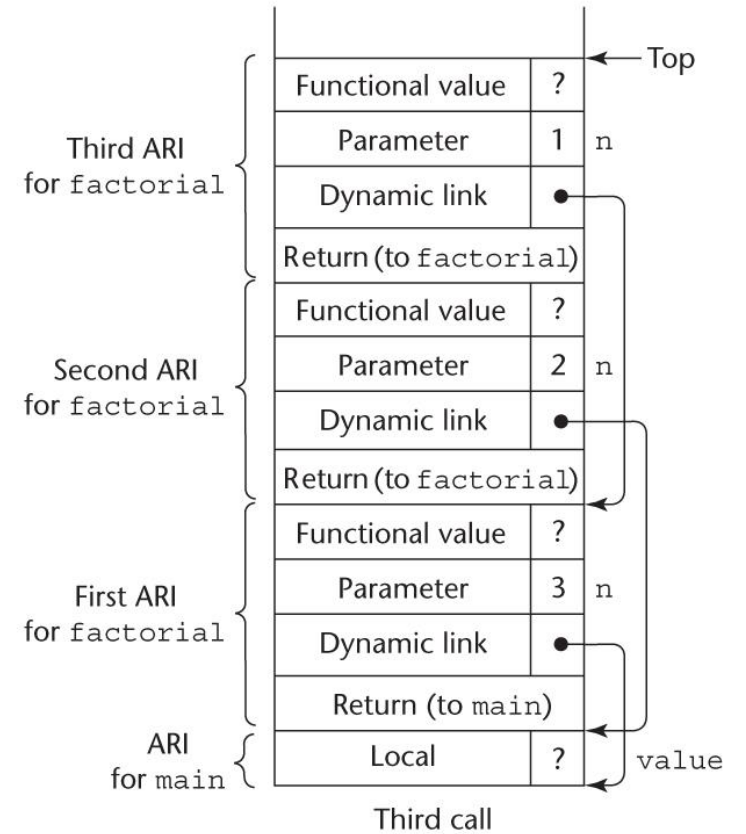 Top
Functional value ?
Third ARI
for factorial
Parameter 1 n
Dynamic link
Return (to factorial)
Functional value ?
Second ARI
for factorial
Parameter 2 n
Dynamic link
Return (to factorial)
Functional value ?
First ARI
for factorial
Parameter 3 n
Dynamic link
Return (to main)
ARI
for main
Local ? value
Third call